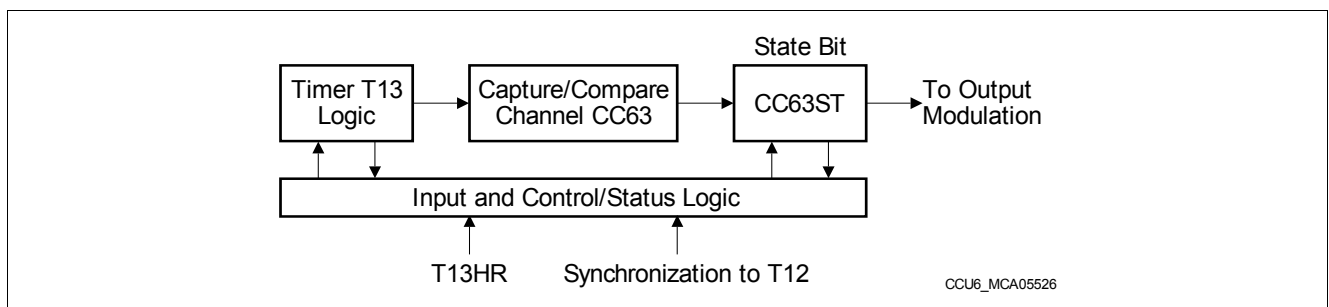 State Bit
Timer T13
Logic
Capture/Compare
Channel CC63
CC63ST
To Output
Modulation
Input and Control/Status Logic
T13HR
Synchronization to T12
CCU6_MCA05526